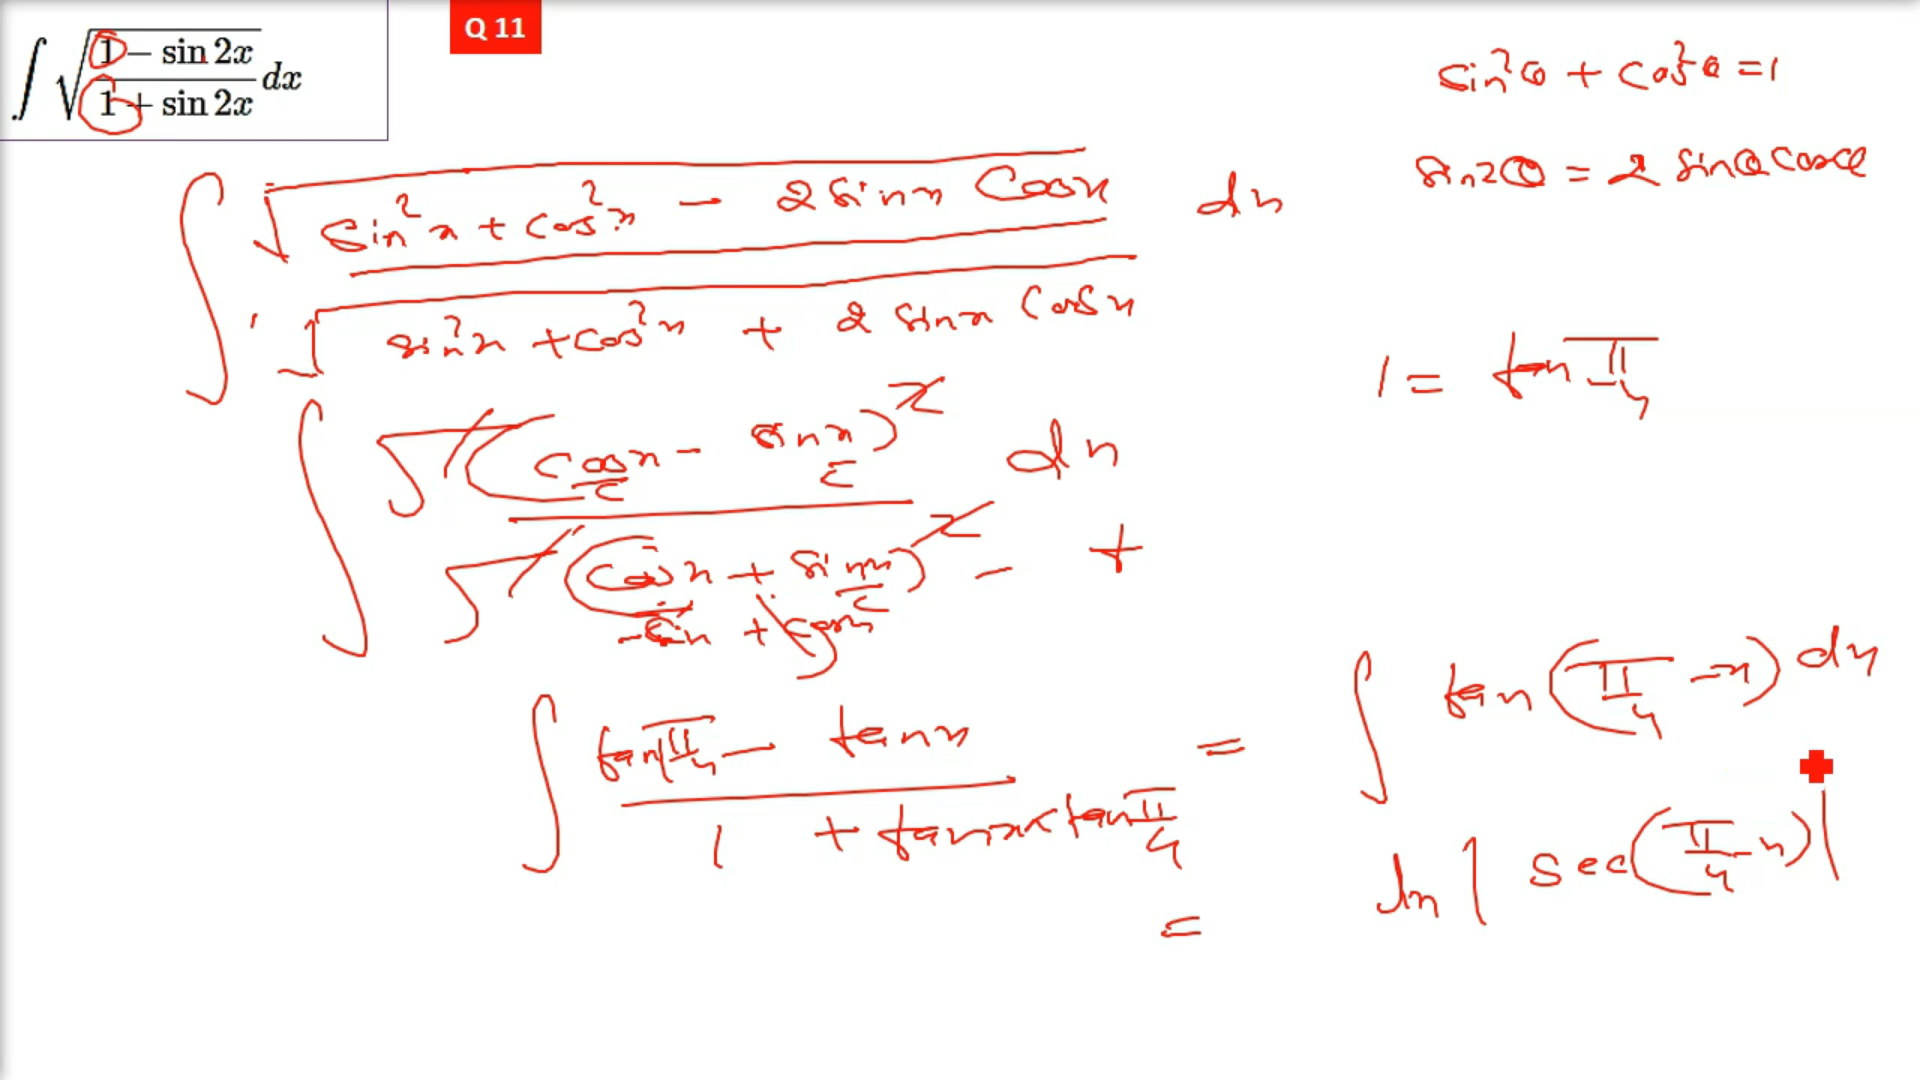 Q 11
∫ √((1 − sin 2x)/(1 + sin 2x)) dx
sin²θ + cos²θ = 1
sin2θ = 2 sinθ cosθ
∫ √(sin²x + cos²x − 2 sinx cosx) dx
√(sin²x + cos²x + 2 sinx cosx)
1 = tan π/4
∫ √(cosx/c − sinx/c)² dx
√(cosx/c + sinx/c)² − +
∫ (tan π/4 − tanx)/(1 + tanx × tan π/4) = ∫ tan(π/4 − x) dx
= ln |sec(π/4 − x)|